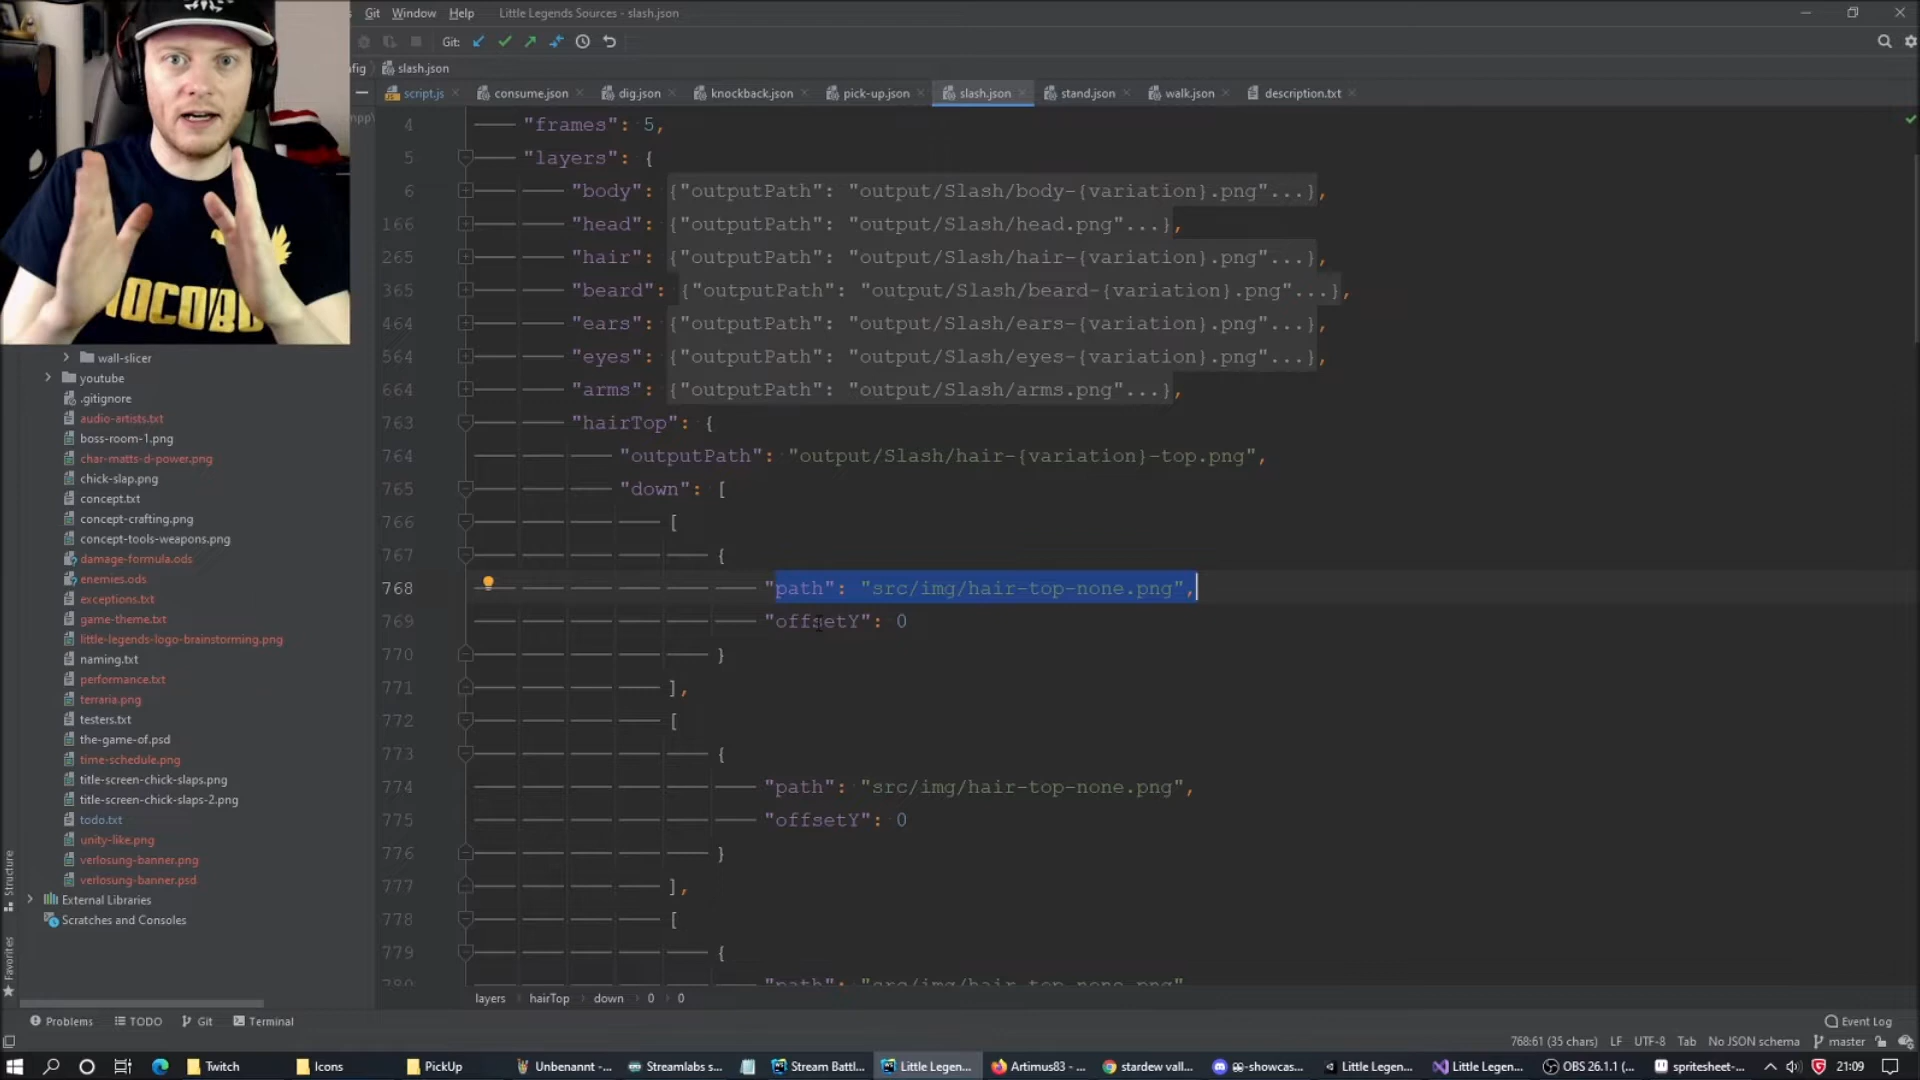 Git Window Help Little Legends Sources - slash.json
Git:
slash.json
script.js consume.json dig.json knockback.json pick-up.json slash.json stand.json walk.json description.txt
4 "frames": 5,
5 "layers": {
6 "body": {"outputPath": "output/Slash/body-{variation}.png"...},
166 "head": {"outputPath": "output/Slash/head.png"...},
265 "hair": {"outputPath": "output/Slash/hair-{variation}.png"...},
365 "beard": {"outputPath": "output/Slash/beard-{variation}.png"...},
464 "ears": {"outputPath": "output/Slash/ears-{variation}.png"...},
564 "eyes": {"outputPath": "output/Slash/eyes-{variation}.png"...},
664 "arms": {"outputPath": "output/Slash/arms.png"...},
763 "hairTop": {
764 "outputPath": "output/Slash/hair-{variation}-top.png",
765 "down": [
766 [
767 {
768 "path": "src/img/hair-top-none.png",
769 "offsetY": 0
770 }
771 ],
772 [
773 {
774 "path": "src/img/hair-top-none.png",
775 "offsetY": 0
776 }
777 ],
778 [
779 {
780 "path": "src/img/hair-top-none.png"
layers hairTop down 0 0
wall-slicer
youtube
.gitignore
audio-artists.txt
boss-room-1.png
char-matts-d-power.png
chick-slap.png
concept.txt
concept-crafting.png
concept-tools-weapons.png
damage-formula.ods
enemies.ods
exceptions.txt
game-theme.txt
little-legends-logo-brainstorming.png
naming.txt
performance.txt
terraria.png
testers.txt
the-game-of.psd
time-schedule.png
title-screen-chick-slaps.png
title-screen-chick-slaps-2.png
todo.txt
unity-like.png
verlosung-banner.png
verlosung-banner.psd
External Libraries
Scratches and Consoles
Structure
Favorites
Problems TODO Git Terminal Event Log
768:61 (35 chars) LF UTF-8 Tab No JSON schema master
Twitch Icons PickUp Unbenannt -... Streamlabs s... Stream Battl... Little Legen... Artimus83 - ... stardew vall... -showcas... Little Legen... Little Legen... OBS 26.1.1 (... spritesheet-... 21:09